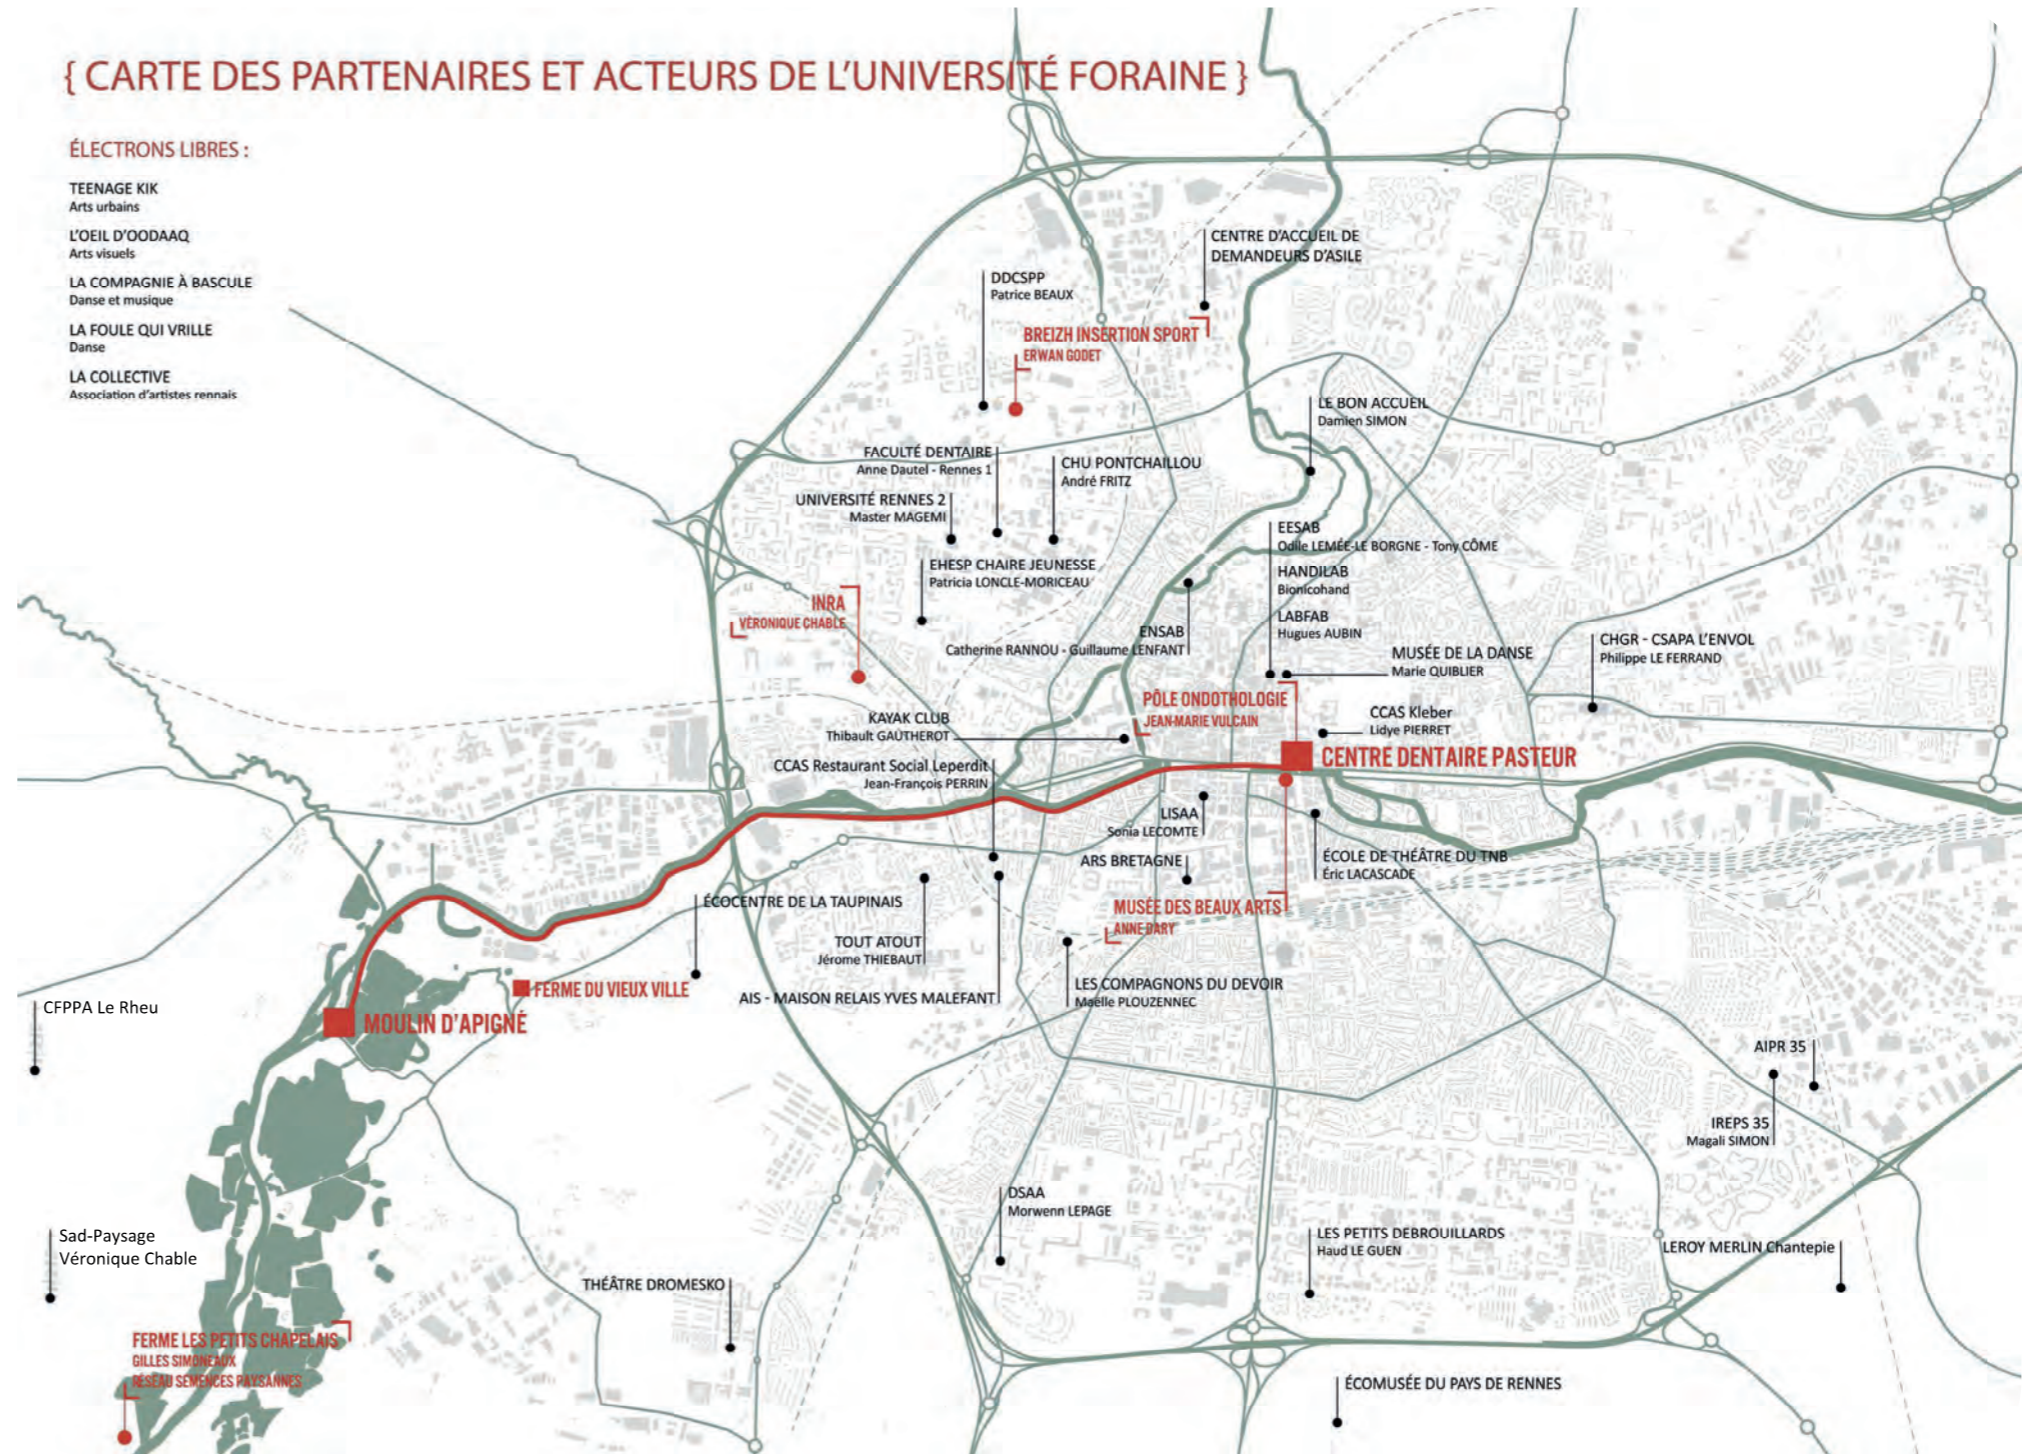 { CARTE DES PARTENAIRES ET ACTEURS DE L'UNIVERSITÉ FORAINE }
ÉLECTRONS LIBRES :
TEENAGE KIK
Arts urbains
L'OEIL D'OODAAQ
Arts visuels
LA COMPAGNIE À BASCULE
Danse et musique
LA FOULE QUI VRILLE
Danse
LA COLLECTIVE
Association d'artistes rennais
CENTRE D'ACCUEIL DE
DEMANDEURS D'ASILE
DDCSPP
Patrice BEAUX
BREIZH INSERTION SPORT
ERWAN GODET
LE BON ACCUEIL
Damien SIMON
FACULTÉ DENTAIRE
Anne Dautel - Rennes 1
CHU PONTCHAILLOU
André FRITZ
UNIVERSITÉ RENNES 2
Master MAGEMI
EESAB
Odile LEMÉE-LE BORGNE - Tony CÔME
HANDILAB
Bionicohand
LABFAB
Hugues AUBIN
EHESP CHAIRE JEUNESSE
Patricia LONCLE-MORICEAU
INRA
VÉRONIQUE CHABLE
ENSAB
Catherine RANNOU - Guillaume LENFANT
MUSÉE DE LA DANSE
Marie QUIBLIER
CHGR - CSAPA L'ENVOL
Philippe LE FERRAND
PÔLE ONDOTHOLOGIE
JEAN-MARIE VULCAIN
KAYAK CLUB
Thibault GAUTHEROT
CCAS Kleber
Lidye PIERRET
CENTRE DENTAIRE PASTEUR
CCAS Restaurant Social Leperdit
Jean-François PERRIN
LISAA
Sonia LECOMTE
ARS BRETAGNE
ÉCOLE DE THÉÂTRE DU TNB
Éric LACASCADE
MUSÉE DES BEAUX ARTS
ANNE DARY
ÉCOCENTRE DE LA TAUPINAIS
TOUT ATOUT
Jérome THIEBAUT
AIS - MAISON RELAIS YVES MALEFANT
LES COMPAGNONS DU DEVOIR
Maëlle PLOUZENNEC
FERME DU VIEUX VILLE
MOULIN D'APIGNÉ
CFPPA Le Rheu
AIPR 35
IREPS 35
Magali SIMON
DSAA
Morwenn LEPAGE
LES PETITS DEBROUILLARDS
Haud LE GUEN
LEROY MERLIN Chantepie
Sad-Paysage
Véronique Chable
THÉÂTRE DROMESKO
FERME LES PETITS CHAPELAIS
GILLES SIMONEAUX
RÉSEAU SEMENCES PAYSANNES
ÉCOMUSÉE DU PAYS DE RENNES